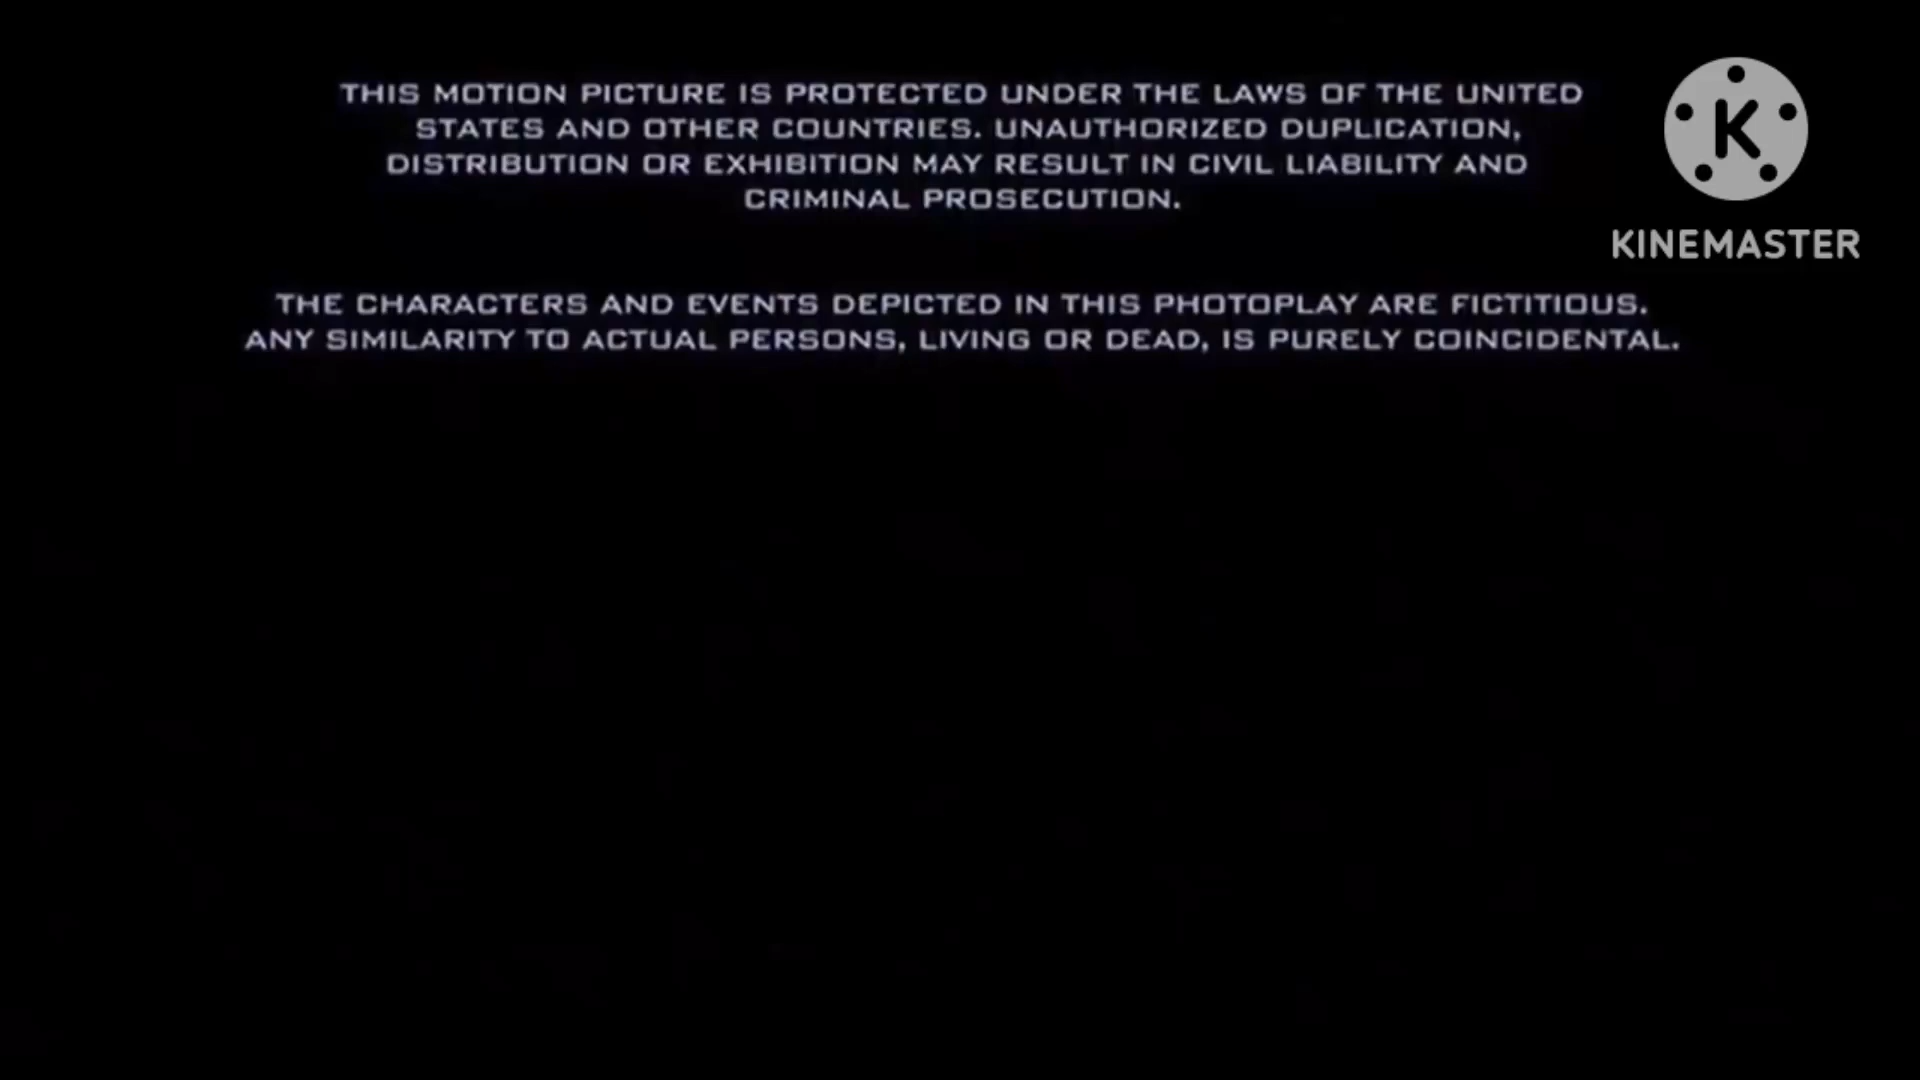 THIS MOTION PICTURE IS PROTECTED UNDER THE LAWS OF THE UNITED
STATES AND OTHER COUNTRIES. UNAUTHORIZED DUPLICATION,
DISTRIBUTION OR EXHIBITION MAY RESULT IN CIVIL LIABILITY AND
CRIMINAL PROSECUTION.
THE CHARACTERS AND EVENTS DEPICTED IN THIS PHOTOPLAY ARE FICTITIOUS.
ANY SIMILARITY TO ACTUAL PERSONS, LIVING OR DEAD, IS PURELY COINCIDENTAL.
K
KINEMASTER